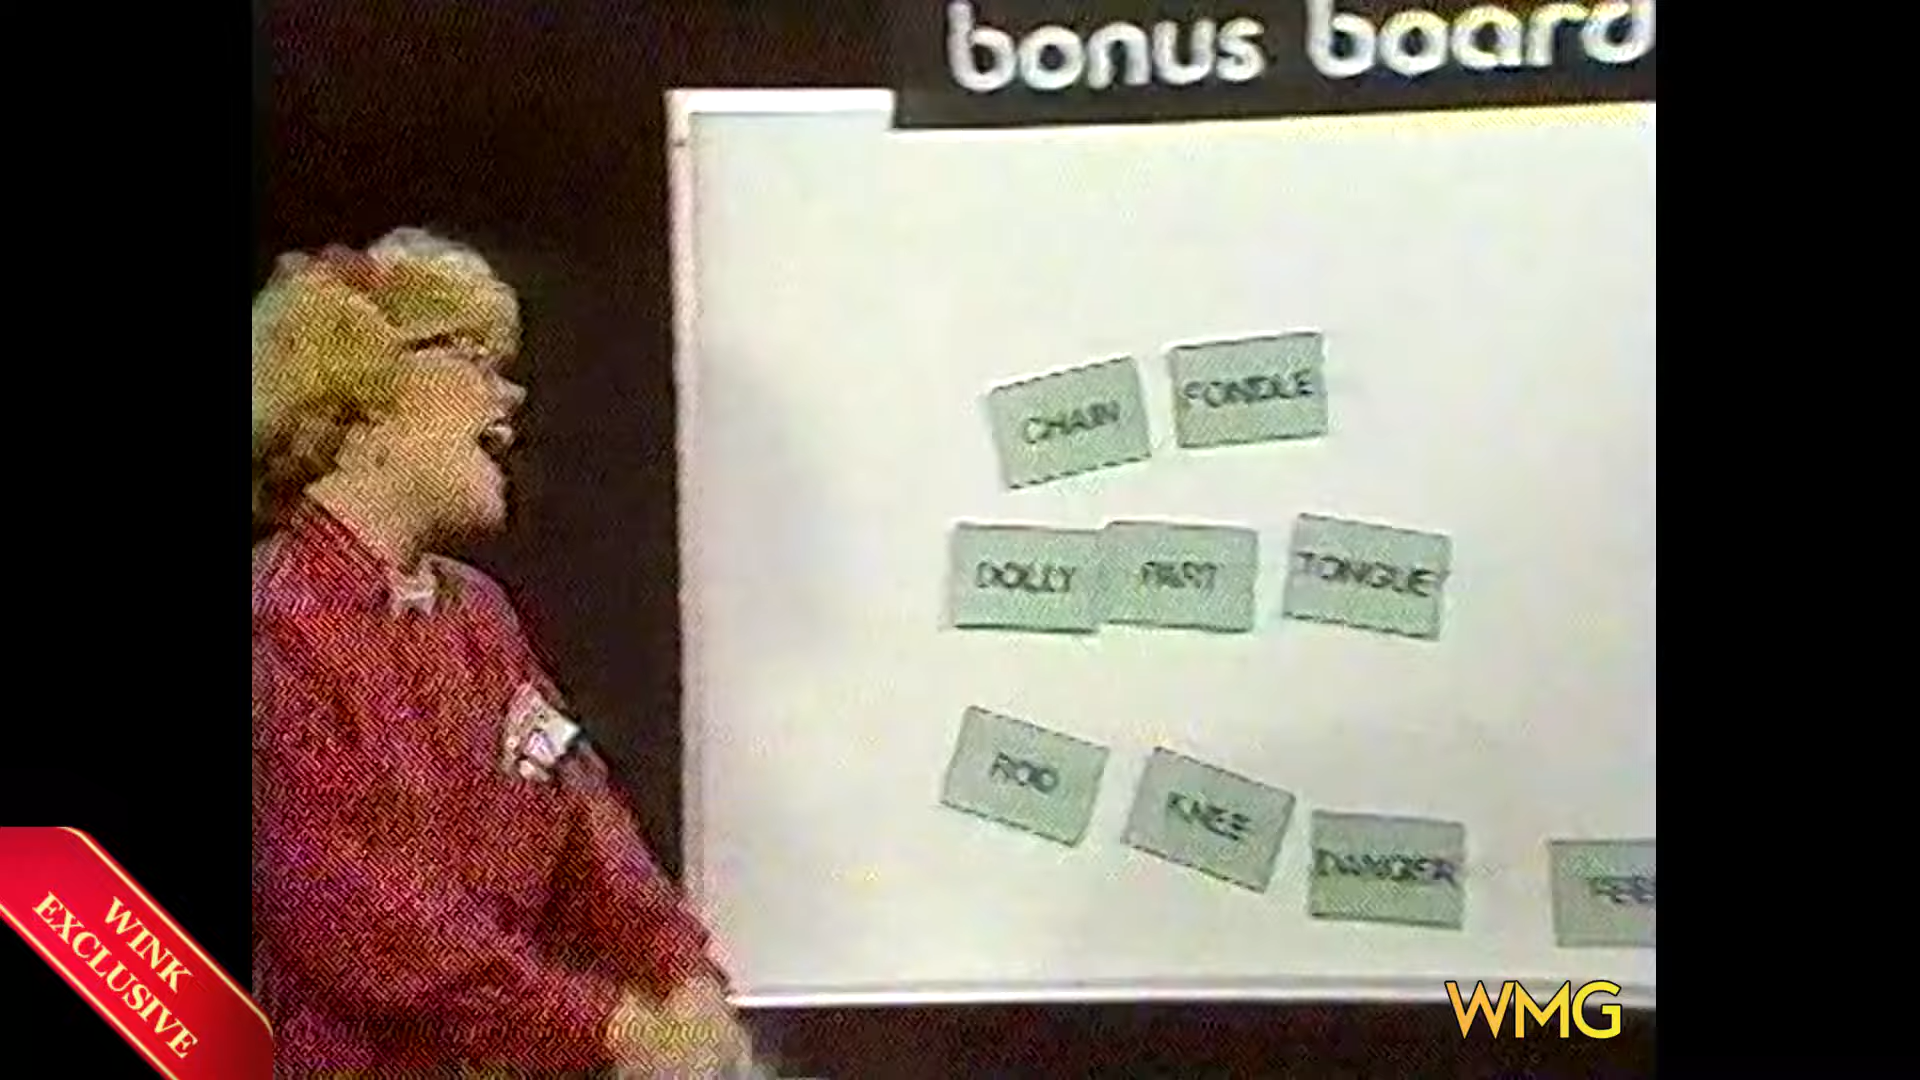 bonus board
CHAIN
FONDLE
DOLLY
PART
TONGUE
ROD
KNEE
DANGER
WINK
EXCLUSIVE
WMG